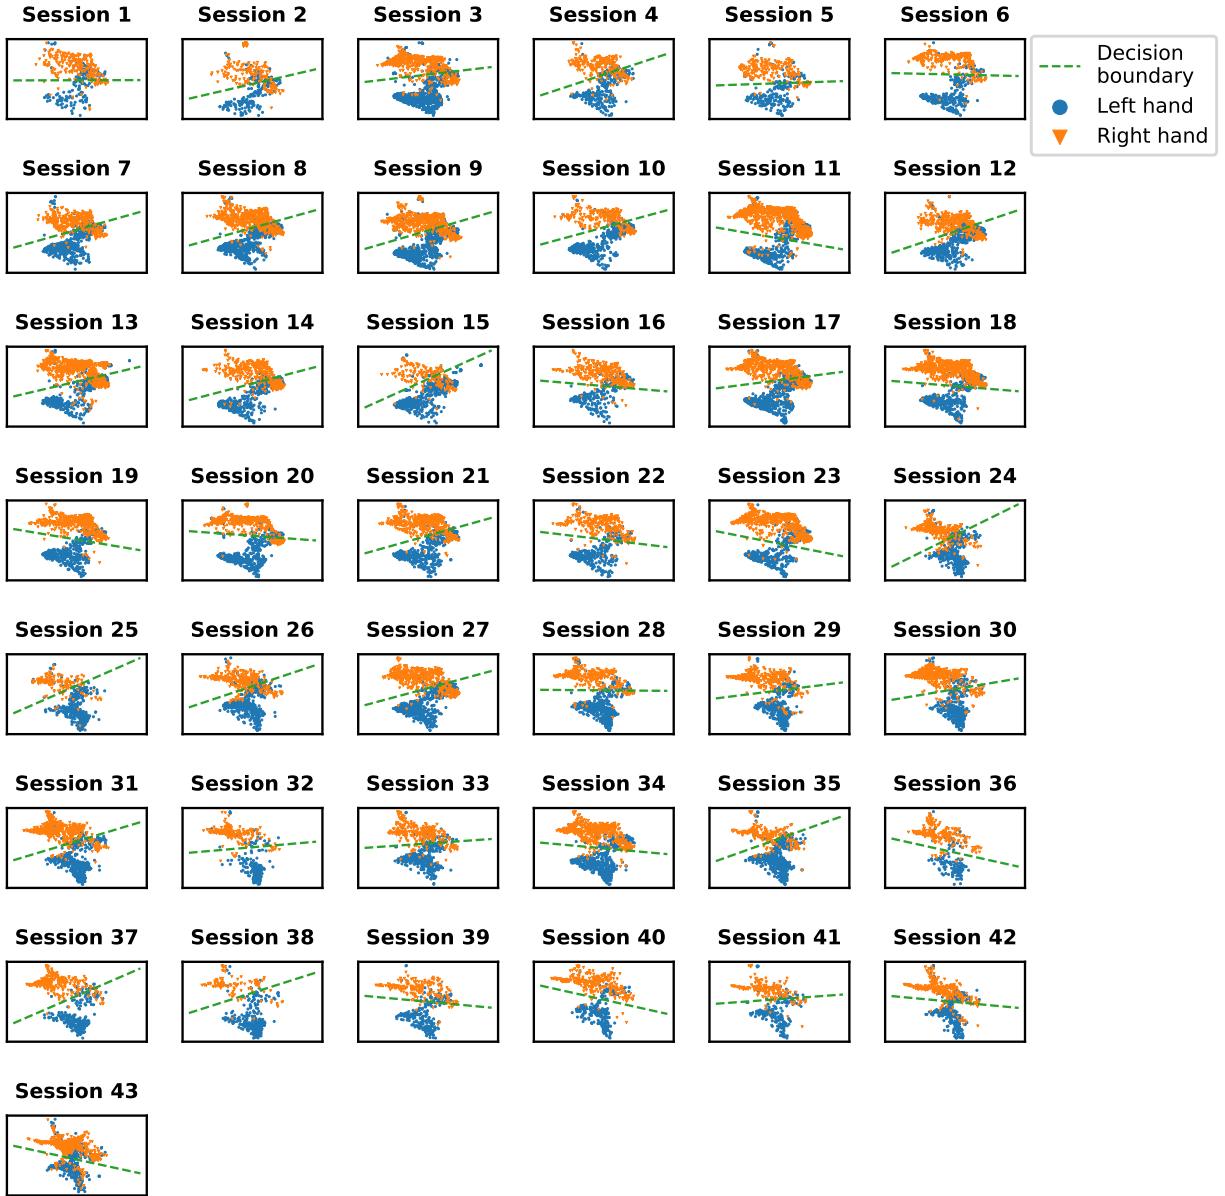 Session 1
Session 2
Session 3
Session 4
Session 5
Session 6
Decision
boundary
Left hand
Right hand
Session 7
Session 8
Session 9
Session 10
Session 11
Session 12
Session 13
Session 14
Session 15
Session 16
Session 17
Session 18
Session 19
Session 20
Session 21
Session 22
Session 23
Session 24
Session 25
Session 26
Session 27
Session 28
Session 29
Session 30
Session 31
Session 32
Session 33
Session 34
Session 35
Session 36
Session 37
Session 38
Session 39
Session 40
Session 41
Session 42
Session 43